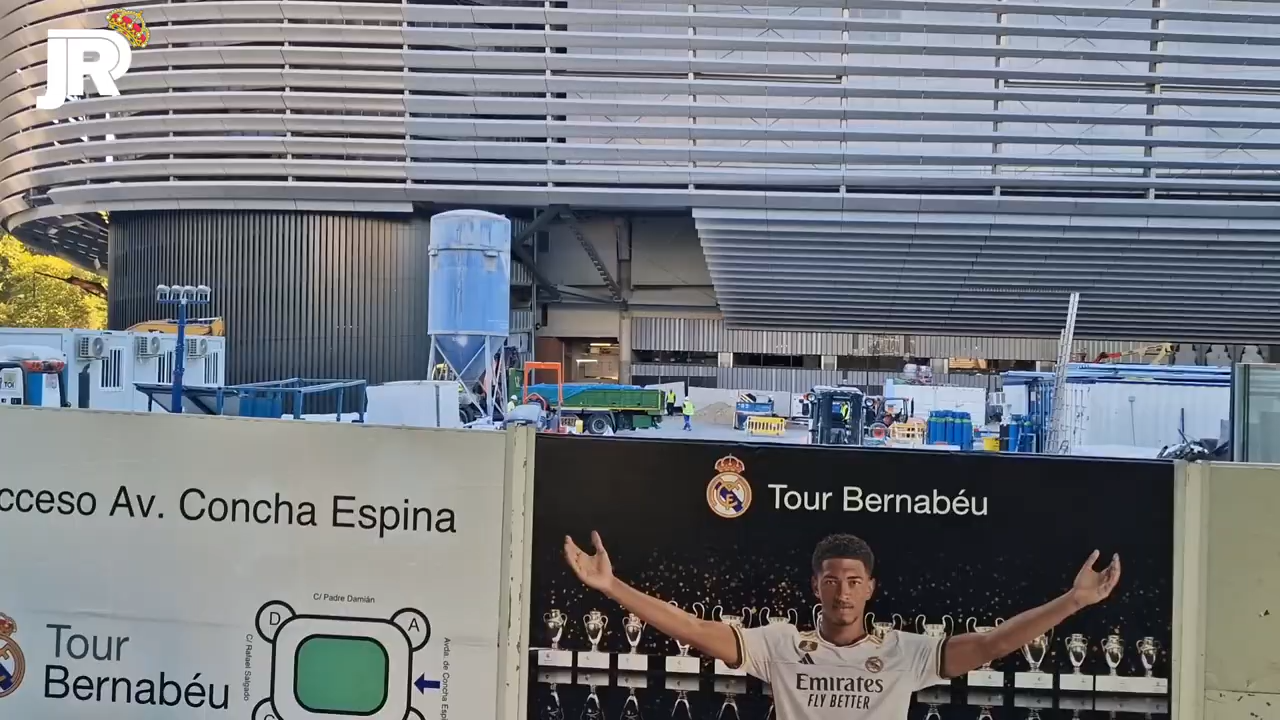 JR
cceso Av. Concha Espina
Tour
Bernabéu
C/ Padre Damián
D
A
C/ Rafael Salgado
Avda. de Concha Esp
Tour Bernabéu
Emirates
FLY BETTER